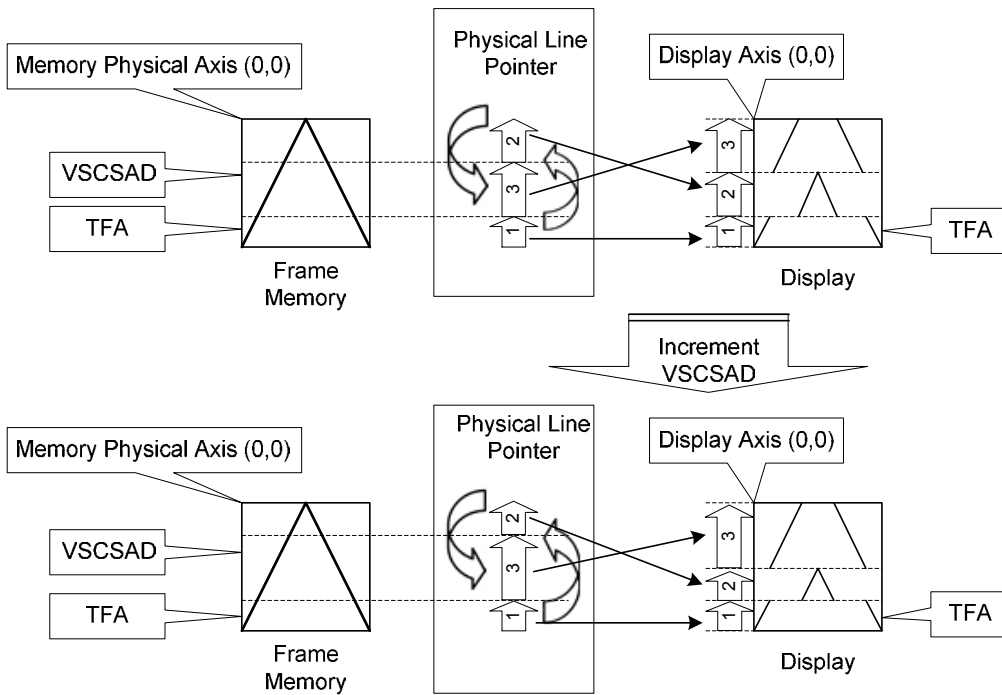 Physical Line
Pointer
Memory Physical Axis (0,0)
Display Axis (0,0)
VSCSAD
TFA
2
3
1
3
2
1
TFA
Frame
Memory
Display
Increment
VSCSAD
Physical Line
Pointer
Memory Physical Axis (0,0)
Display Axis (0,0)
VSCSAD
TFA
2
3
1
3
2
1
TFA
Frame
Memory
Display